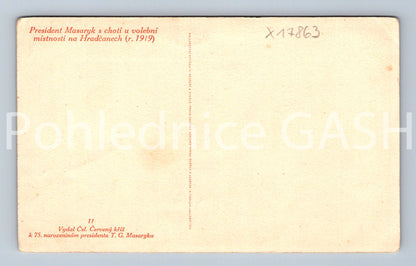 President Masaryk s chotí u volební
místnosti na Hradčanech (r. 1919)
X17863
Pohlednice GASH
11
Vydal Čsl. Červený kříž
k 75. narozeninám presidenta T. G. Masaryka